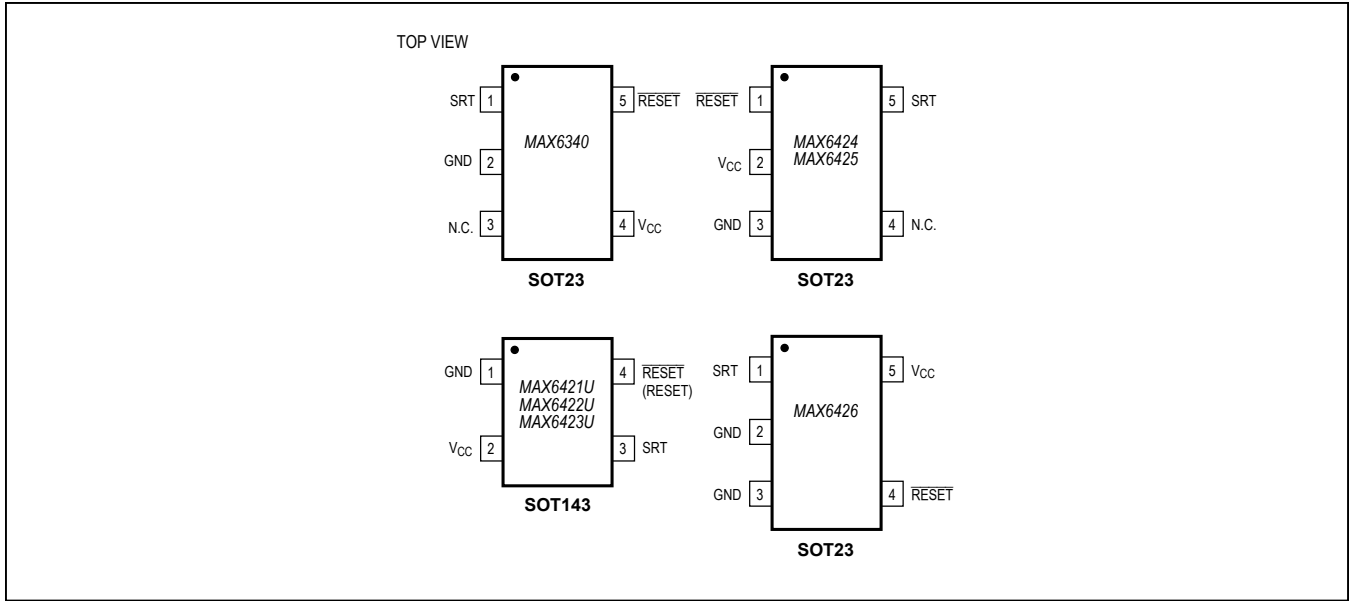 TOP VIEW
SRT 1
GND 2
N.C. 3
MAX6340
5 RESET
4 VCC
SOT23
RESET 1
VCC 2
GND 3
MAX6424
MAX6425
5 SRT
4 N.C.
SOT23
GND 1
VCC 2
MAX6421U
MAX6422U
MAX6423U
4 RESET
(RESET)
3 SRT
SOT143
SRT 1
GND 2
GND 3
MAX6426
5 VCC
4 RESET
SOT23